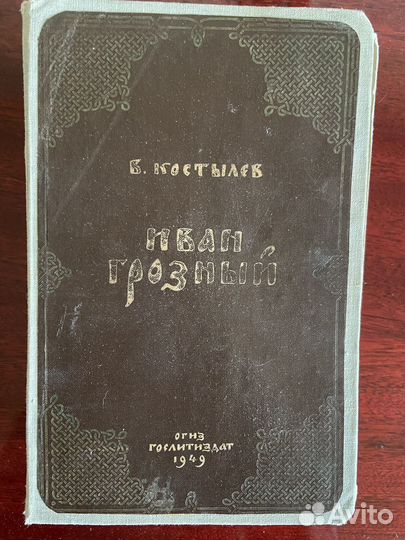 В. КОСТЫЛЕВ
ИВАН
ГРОЗНЫЙ
ОГИЗ
ГОСЛИТИЗДАТ
1949
Avito